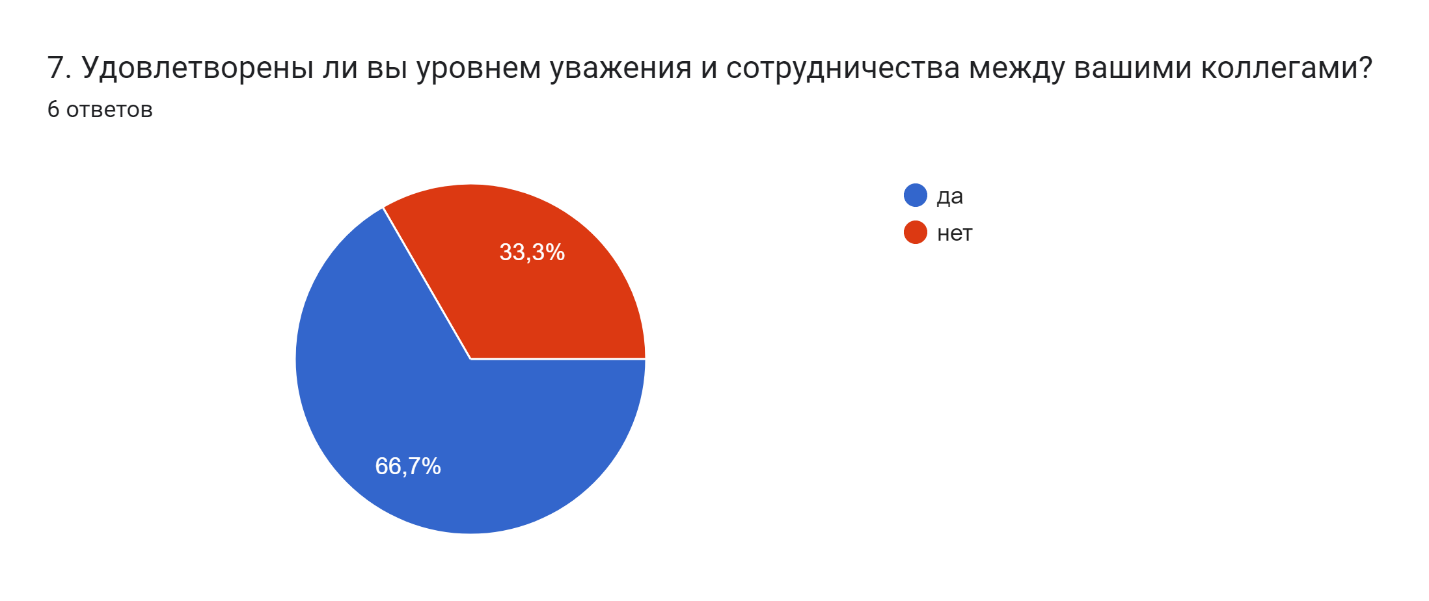 7. Удовлетворены ли вы уровнем уважения и сотрудничества между вашими коллегами?
6 ответов
да
нет
33,3%
66,7%